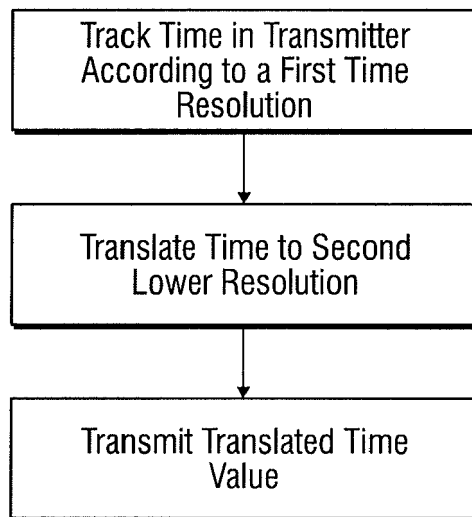 Track Time in Transmitter
According to a First Time
Resolution
Translate Time to Second
Lower Resolution
Transmit Translated Time
Value